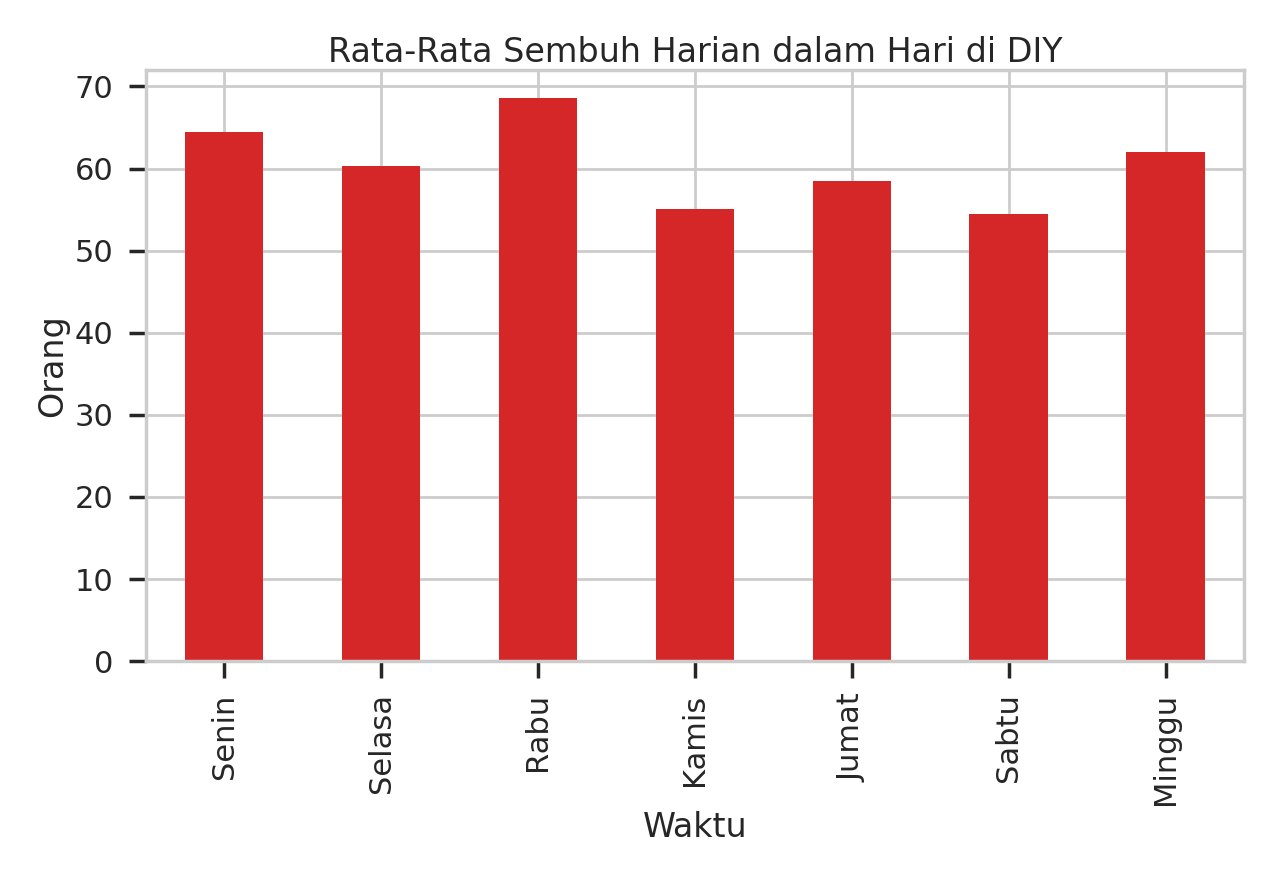 Rata-Rata Sembuh Harian dalam Hari di DIY
70
60
50
40
30
20
10
0
Orang
Senin
Selasa
Rabu
Kamis
Jumat
Sabtu
Minggu
Waktu